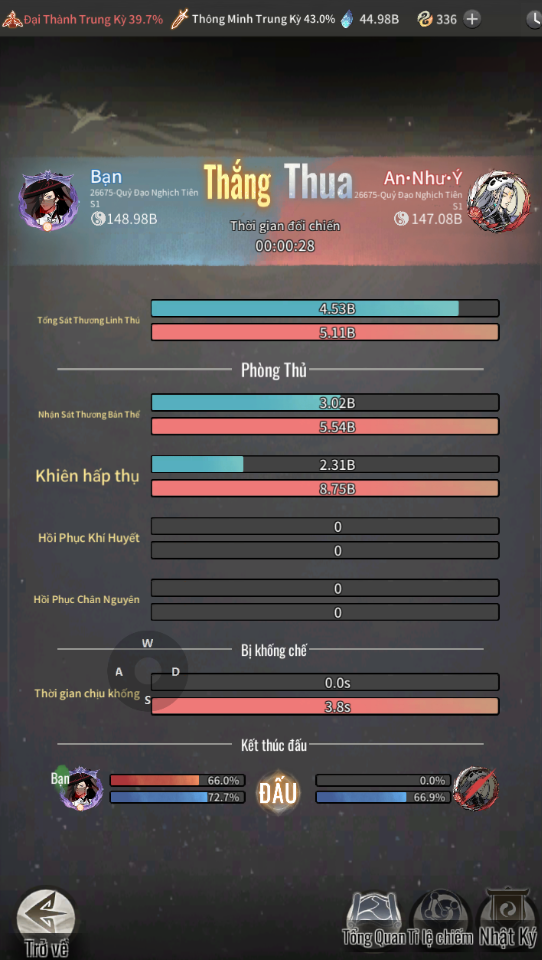 Đại Thành Trung Kỳ 39.7% Thông Minh Trung Kỳ 43.0% 44.98B 336
Bạn Thắng Thua An•Như•Ý
26675-Quỷ Đạo Nghịch Tiên 26675-Quỷ Đạo Nghịch Tiên
S1 S1
148.98B 147.08B
Thời gian đối chiến
00:00:28
4.53B
Tổng Sát Thương Linh Thú
5.11B
Phòng Thủ
3.02B
Nhận Sát Thương Bản Thể
5.54B
2.31B
Khiên hấp thụ
8.75B
0
Hồi Phục Khí Huyết
0
0
Hồi Phục Chân Nguyên
0
W
Bị khống chế
A D
0.0s
Thời gian chịu khống S
3.8s
Kết thúc đấu
Bạn 66.0% ĐẤU 0.0%
72.7% 66.9%
Trở về Tổng Quan Tỉ lệ chiếm Nhật Ký